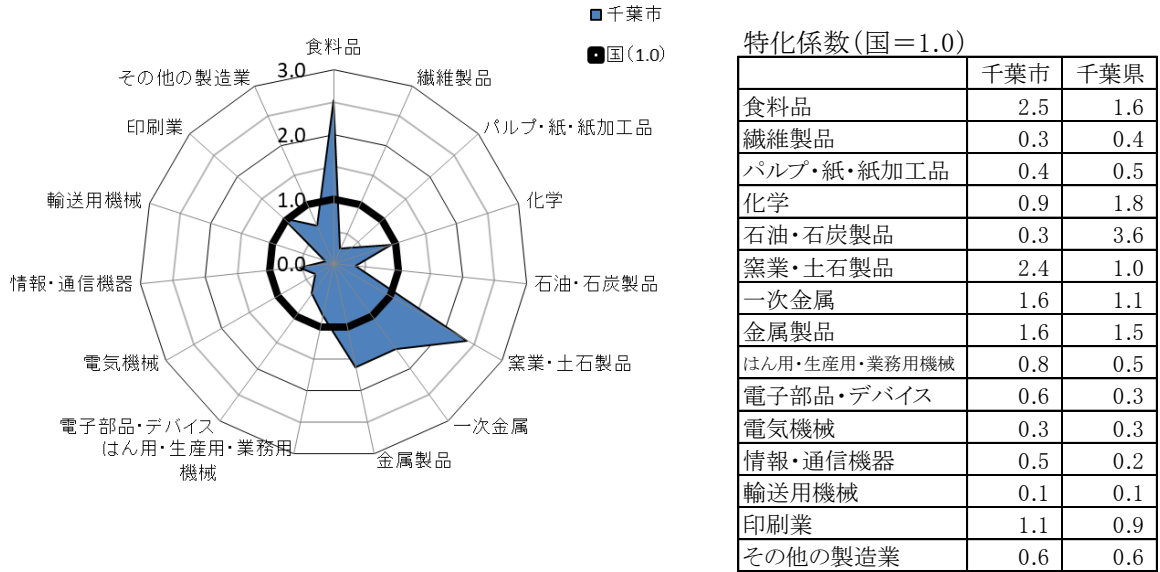 千葉市
国(1.0)
食料品
繊維製品
パルプ・紙・紙加工品
化学
石油・石炭製品
窯業・土石製品
一次金属
金属製品
はん用・生産用・業務用
機械
電子部品・デバイス
電気機械
情報・通信機器
輸送用機械
印刷業
その他の製造業
3.0
2.0
1.0
0.0
特化係数(国=1.0)
千葉市 千葉県
食料品 2.5 1.6
繊維製品 0.3 0.4
パルプ・紙・紙加工品 0.4 0.5
化学 0.9 1.8
石油・石炭製品 0.3 3.6
窯業・土石製品 2.4 1.0
一次金属 1.6 1.1
金属製品 1.6 1.5
はん用・生産用・業務用機械 0.8 0.5
電子部品・デバイス 0.6 0.3
電気機械 0.3 0.3
情報・通信機器 0.5 0.2
輸送用機械 0.1 0.1
印刷業 1.1 0.9
その他の製造業 0.6 0.6